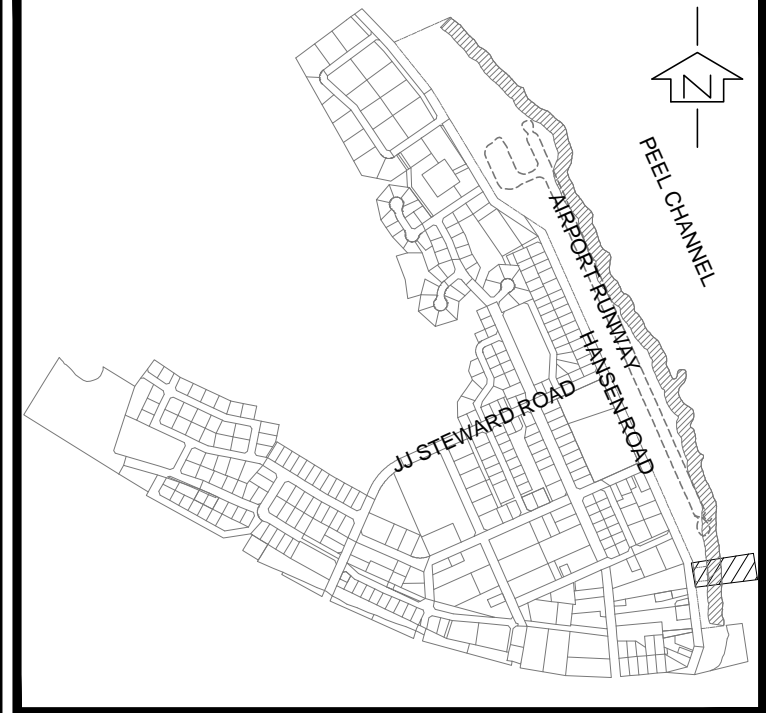 N
PEEL CHANNEL
AIRPORT RUNWAY
HANSEN ROAD
JJ STEWARD ROAD